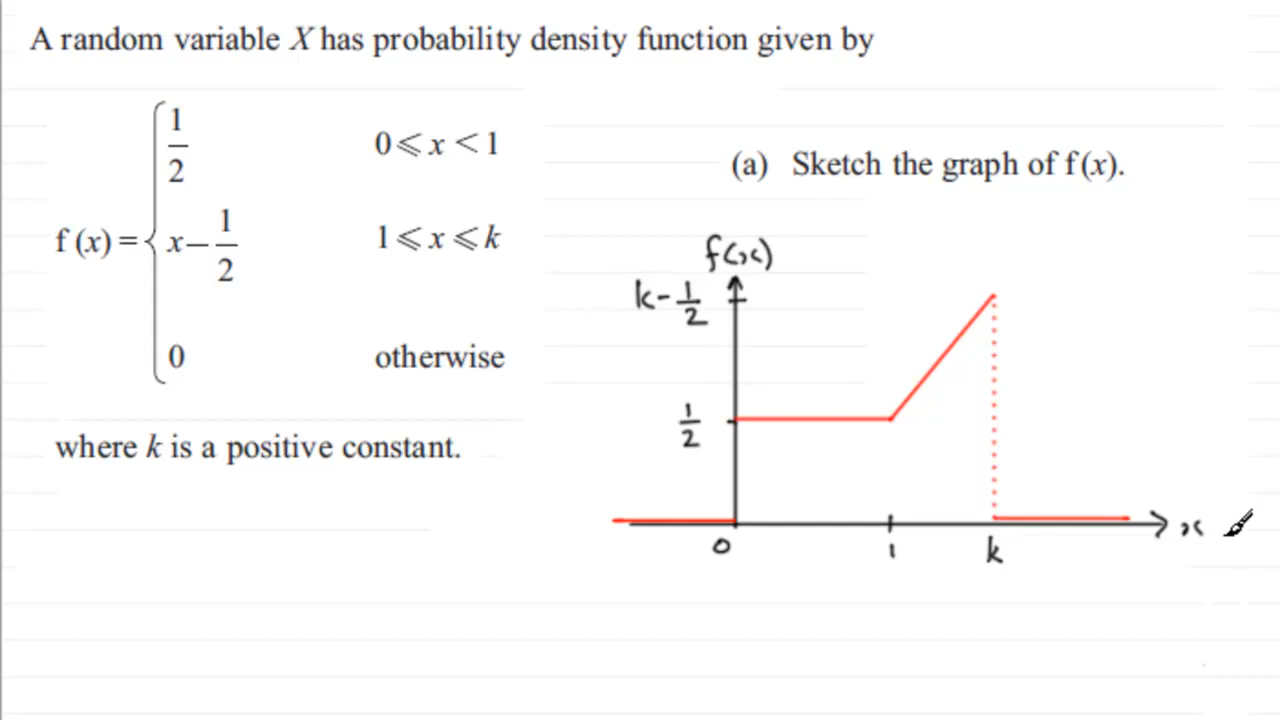 A random variable X has probability density function given by
f(x) = { 1/2   0 ⩽ x < 1
x − 1/2   1 ⩽ x ⩽ k
0   otherwise
where k is a positive constant.
(a) Sketch the graph of f(x).
f(x)
k - 1/2
1/2
0 1 k x